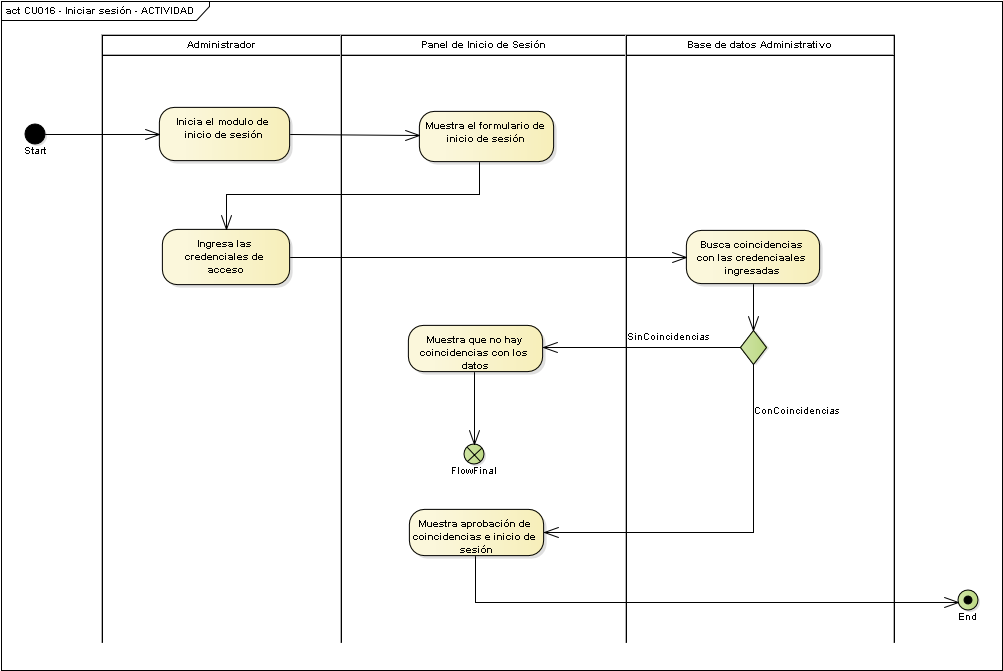 act CU016 - Iniciar sesión - ACTIVIDAD
Administrador
Panel de Inicio de Sesión
Base de datos Administrativo
Inicia el modulo de
inicio de sesión
Muestra el formulario de
inicio de sesión
Start
Ingresa las
credenciales de
acceso
Busca coincidencias
con las credenciaales
ingresadas
SinCoincidencias
Muestra que no hay
coincidencias con los
datos
ConCoincidencias
FlowFinal
Muestra aprobación de
coincidencias e inicio de
sesión
End